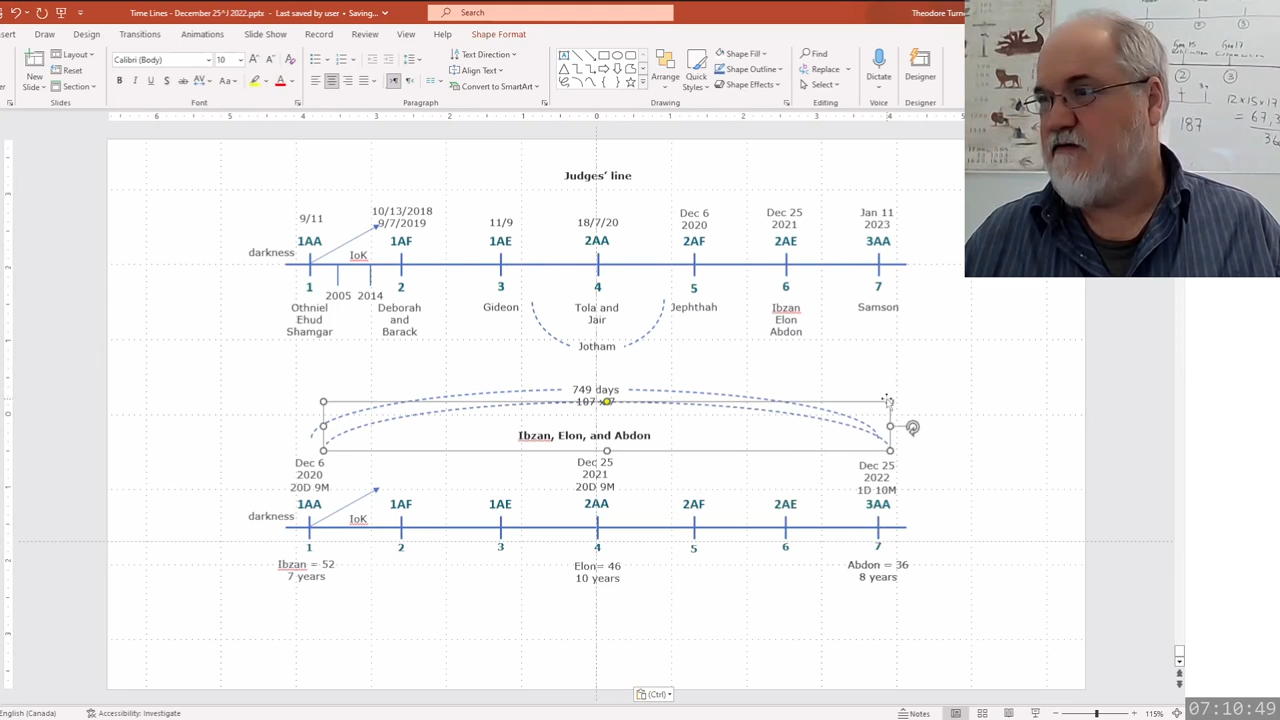 Time Lines - December 25^J 2022.pptx • Last saved by user • Saving...
Search
Theodore Turn
Draw
Design
Transitions
Animations
Slide Show
Record
Review
View
Help
Shape Format
New
Slide
Layout
Reset
Section
Slides
Calibri (Body)
10
Font
Text Direction
Align Text
Convert to SmartArt
Paragraph
Arrange
Quick
Styles
Shape Fill
Shape Outline
Shape Effects
Drawing
Find
Replace
Select
Editing
Dictate
Voice
Designer
Designer
Judges' line
9/11
10/13/2018
9/7/2019
11/9
18/7/20
Dec 6
2020
Dec 25
2021
Jan 11
2023
1AA
1AF
1AE
2AA
2AF
2AE
3AA
darkness
IoK
1
2
3
4
5
6
7
2005
2014
Othniel
Ehud
Shamgar
Deborah
and
Barack
Gideon
Tola and
Jair
Jephthah
Ibzan
Elon
Abdon
Samson
Jotham
749 days
Ibzan, Elon, and Abdon
Dec 6
2020
20D 9M
Dec 25
2021
20D 9M
Dec 25
2022
1D 10M
1AA
1AF
1AE
2AA
2AF
2AE
3AA
darkness
IoK
1
2
3
4
5
6
7
Ibzan = 52
7 years
Elon= 46
10 years
Abdon = 36
8 years
(Ctrl)
English (Canada)
Accessibility: Investigate
Notes
115%
07:10:49
187